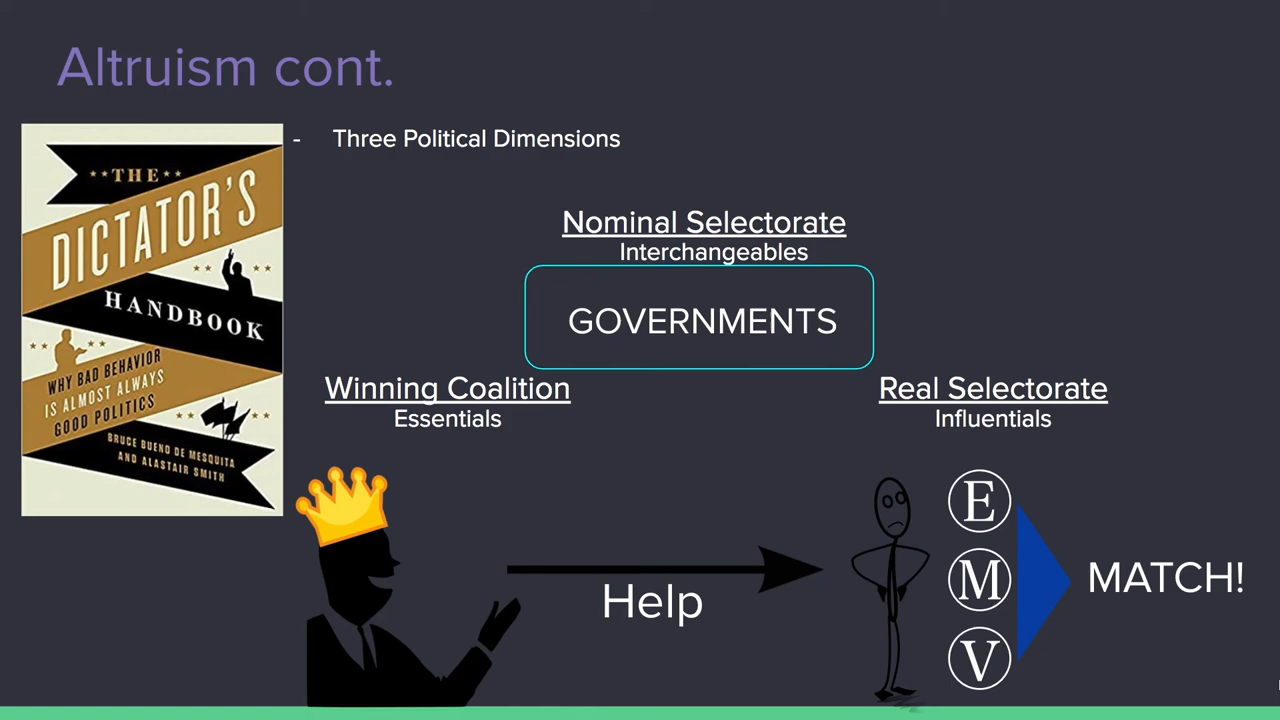 Altruism cont.
- Three Political Dimensions
★★THE★★
DICTATOR'S
HANDBOOK
WHY BAD BEHAVIOR
IS ALMOST ALWAYS
GOOD POLITICS
BRUCE BUENO DE MESQUITA
AND ALASTAIR SMITH
Nominal Selectorate
Interchangeables
GOVERNMENTS
Winning Coalition
Essentials
Real Selectorate
Influentials
Help
E
M
V
MATCH!